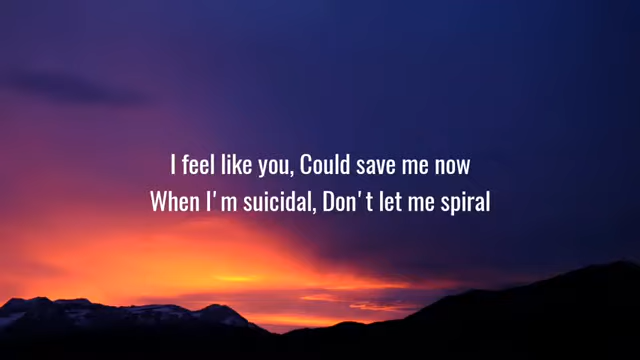 I feel like you, Could save me now
When I'm suicidal, Don't let me spiral